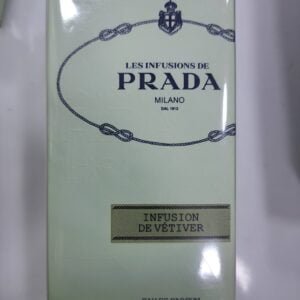 LES INFUSIONS DE
PRADA
MILANO
DAL 1913
INFUSION
DE VÉTIVER